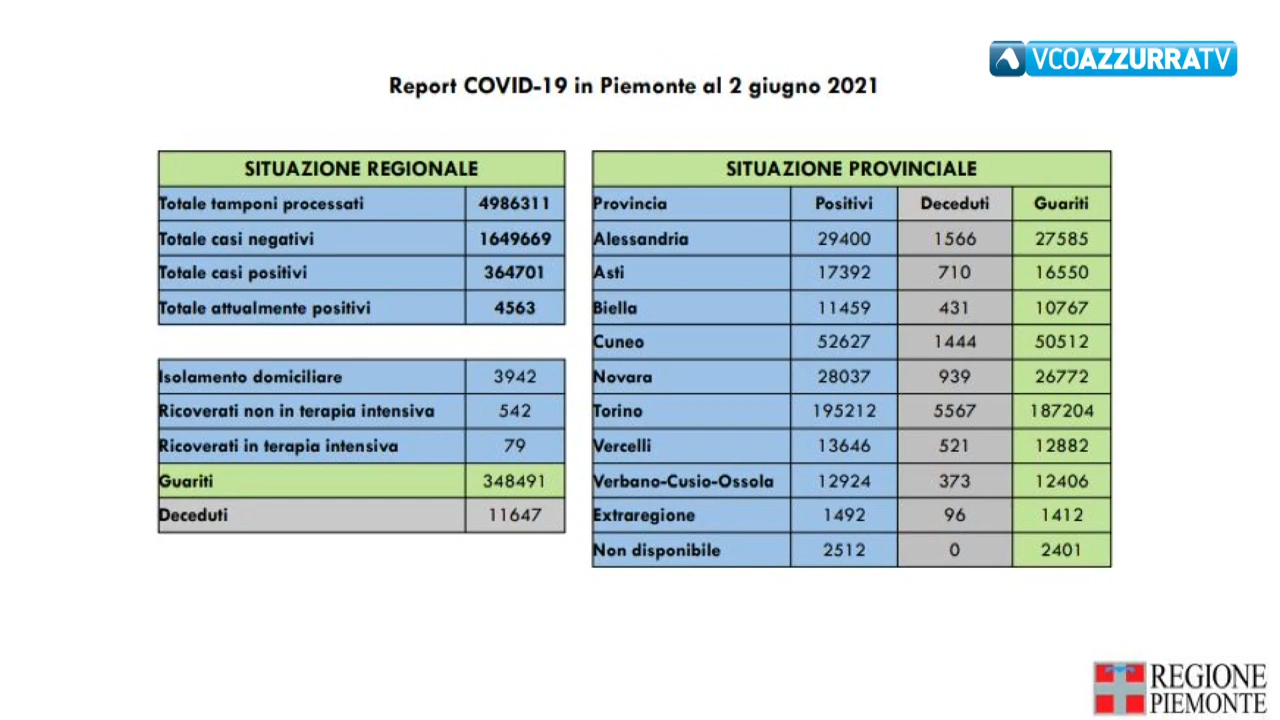 VCOAZZURRATV
Report COVID-19 in Piemonte al 2 giugno 2021
SITUAZIONE REGIONALE
Totale tamponi processati 4986311
Totale casi negativi 1649669
Totale casi positivi 364701
Totale attualmente positivi 4563
Isolamento domiciliare 3942
Ricoverati non in terapia intensiva 542
Ricoverati in terapia intensiva 79
Guariti 348491
Deceduti 11647
SITUAZIONE PROVINCIALE
Provincia Positivi Deceduti Guariti
Alessandria 29400 1566 27585
Asti 17392 710 16550
Biella 11459 431 10767
Cuneo 52627 1444 50512
Novara 28037 939 26772
Torino 195212 5567 187204
Vercelli 13646 521 12882
Verbano-Cusio-Ossola 12924 373 12406
Extraregione 1492 96 1412
Non disponibile 2512 0 2401
REGIONE
PIEMONTE